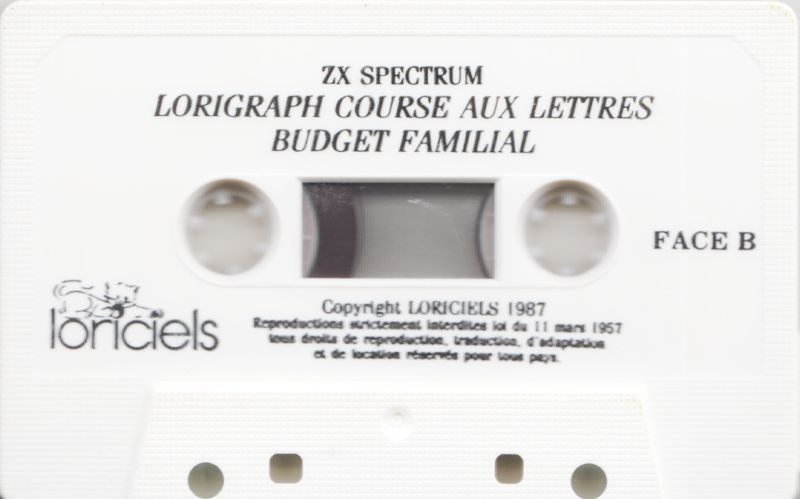 ZX SPECTRUM
LORIGRAPH COURSE AUX LETTRES
BUDGET FAMILIAL
FACE B
loriciels
Copyright LORICIELS 1987
Reproductions strictement interdites loi du 11 mars 1957
tous droits de reproduction, traduction, d'adaptation
et de location réservés pour tous pays.